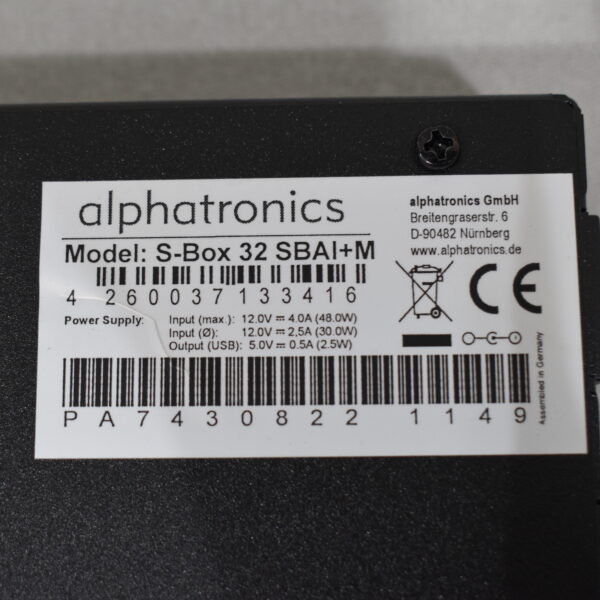 alphatronics
Model: S-Box 32 SBAI+M
4 260037133416
Power Supply: Input (max.): 12.0V ⎓ 4.0A (48.0W)
Input (Ø): 12.0V ⎓ 2,5A (30.0W)
Output (USB): 5.0V ⎓ 0.5A (2.5W)
PA7430822 1149
alphatronics GmbH
Breitengraserstr. 6
D-90482 Nürnberg
www.alphatronics.de
CE
Assembled in Germany